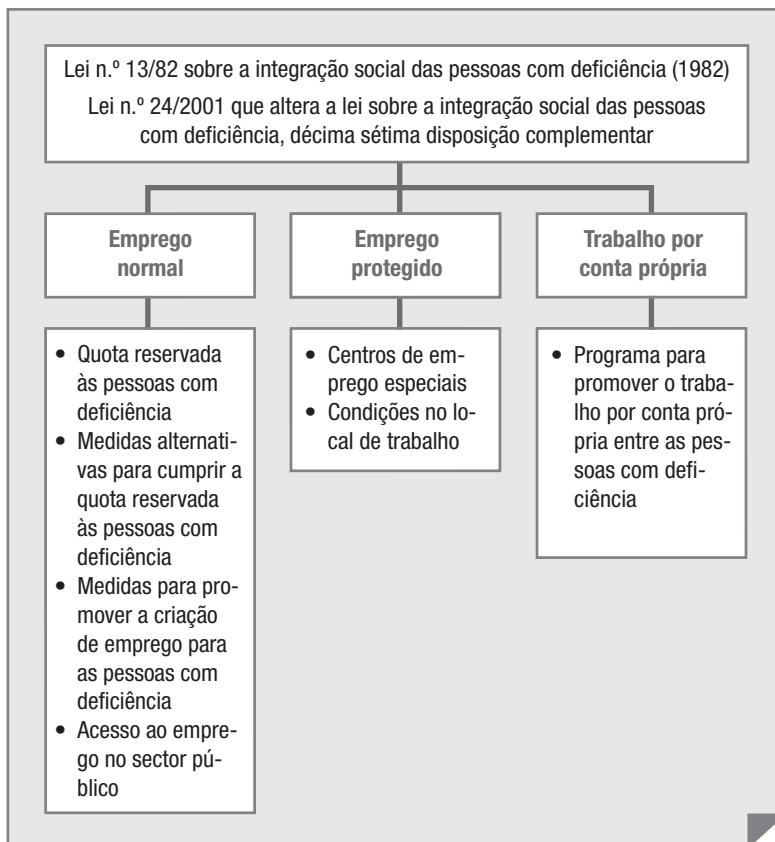 Lei n.º 13/82 sobre a integração social das pessoas com deficiência (1982)
Lei n.º 24/2001 que altera a lei sobre a integração social das pessoas
com deficiência, décima sétima disposição complementar
Emprego
normal
• Quota reservada
às pessoas com
deficiência
• Medidas alternati-
vas para cumprir a
quota reservada
às pessoas com
deficiência
• Medidas para pro-
mover a criação
de emprego para
as pessoas com
deficiência
• Acesso ao empre-
go no sector pú-
blico
Emprego
protegido
• Centros de em-
prego especiais
• Condições no lo-
cal de trabalho
Trabalho por
conta própria
• Programa para
promover o traba-
lho por conta pró-
pria entre as pes-
soas com defi-
ciência